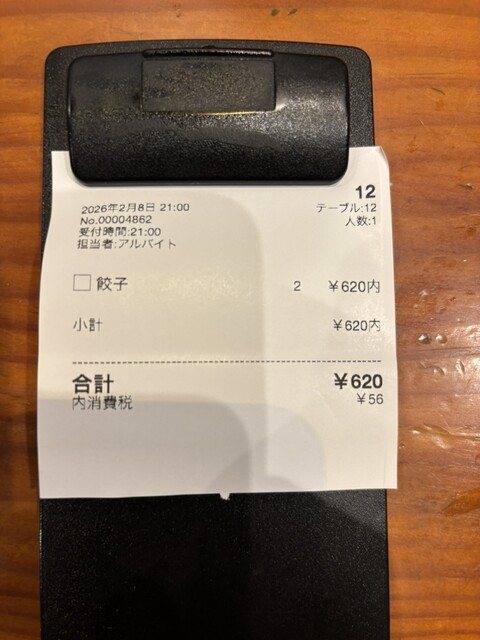 12
2026年2月8日 21:00 テーブル:12
No.00004862 人数:1
受付時間:21:00
担当者:アルバイト
餃子 2 ¥620内
小計 ¥620内
合計 ¥620
内消費税 ¥56